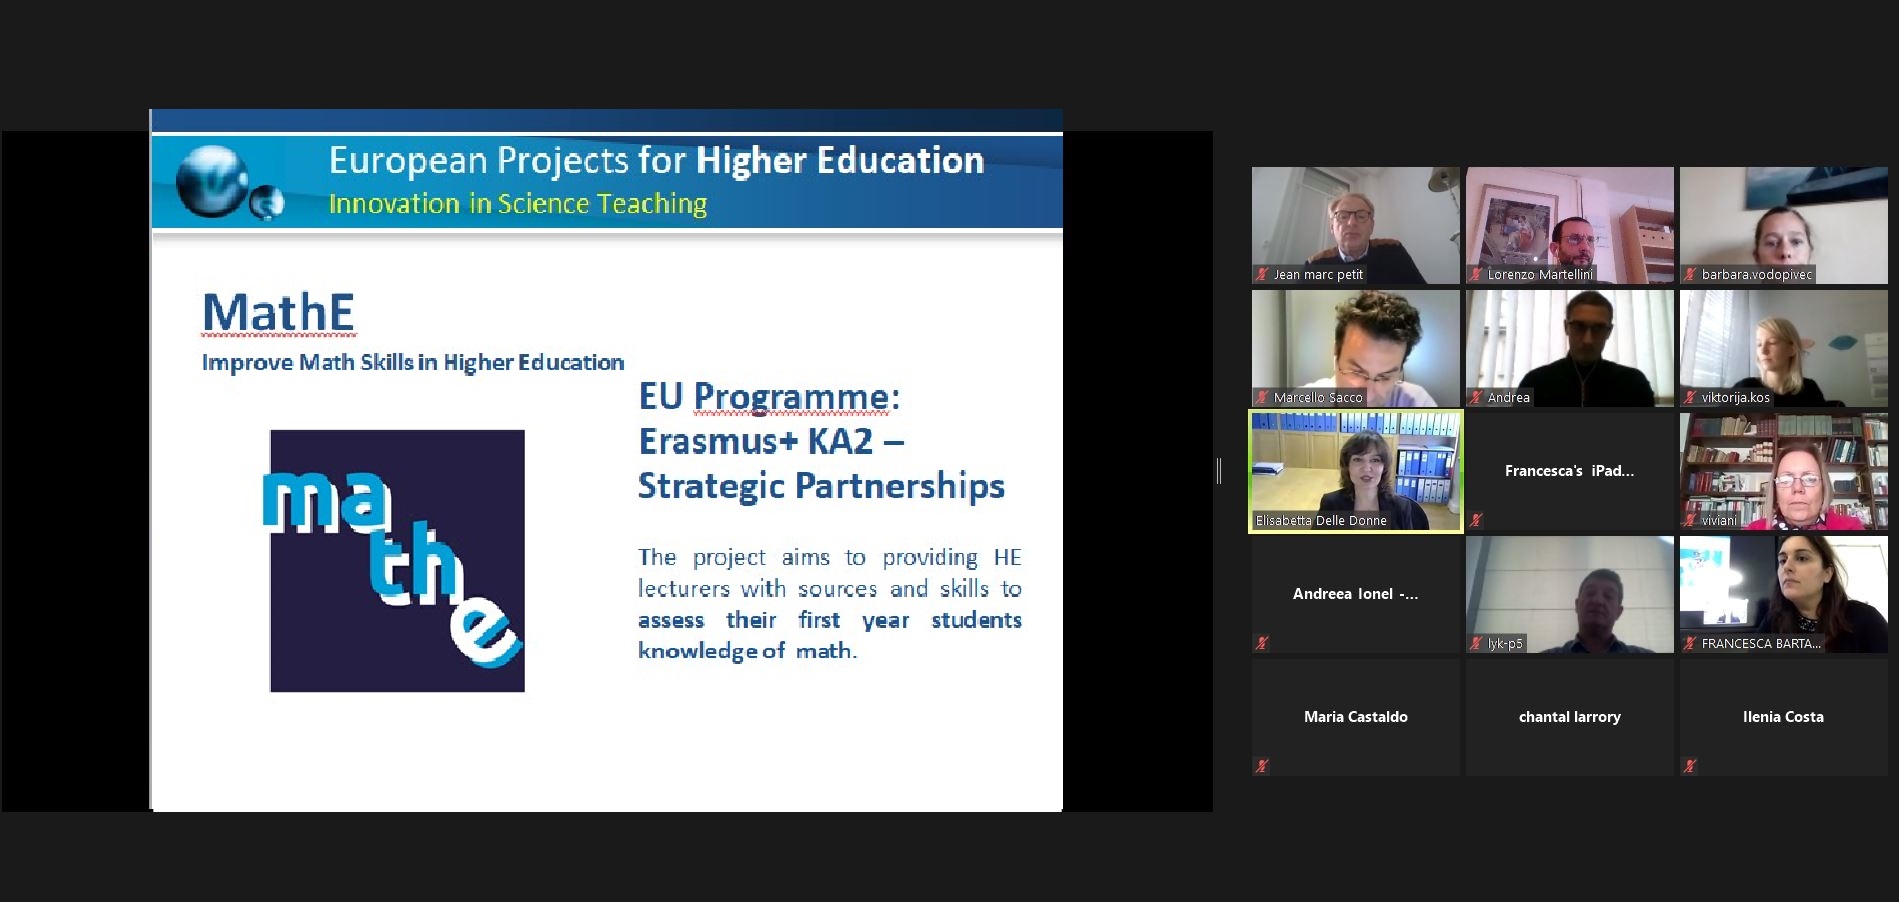 European Projects for Higher Education
Innovation in Science Teaching
MathE
Improve Math Skills in Higher Education
EU Programme:
Erasmus+ KA2 –
Strategic Partnerships
mathe
The project aims to providing HE
lecturers with sources and skills to
assess their first year students
knowledge of math.
Jean marc petit
Lorenzo Martellini
barbara.vodopivec
Marcello Sacco
Andrea
viktorija.kos
Elisabetta Delle Donne
Francesca's iPad...
viviani
Andreea Ionel -...
lyk-p5
FRANCESCA BARTA...
Maria Castaldo
chantal larrory
Ilenia Costa